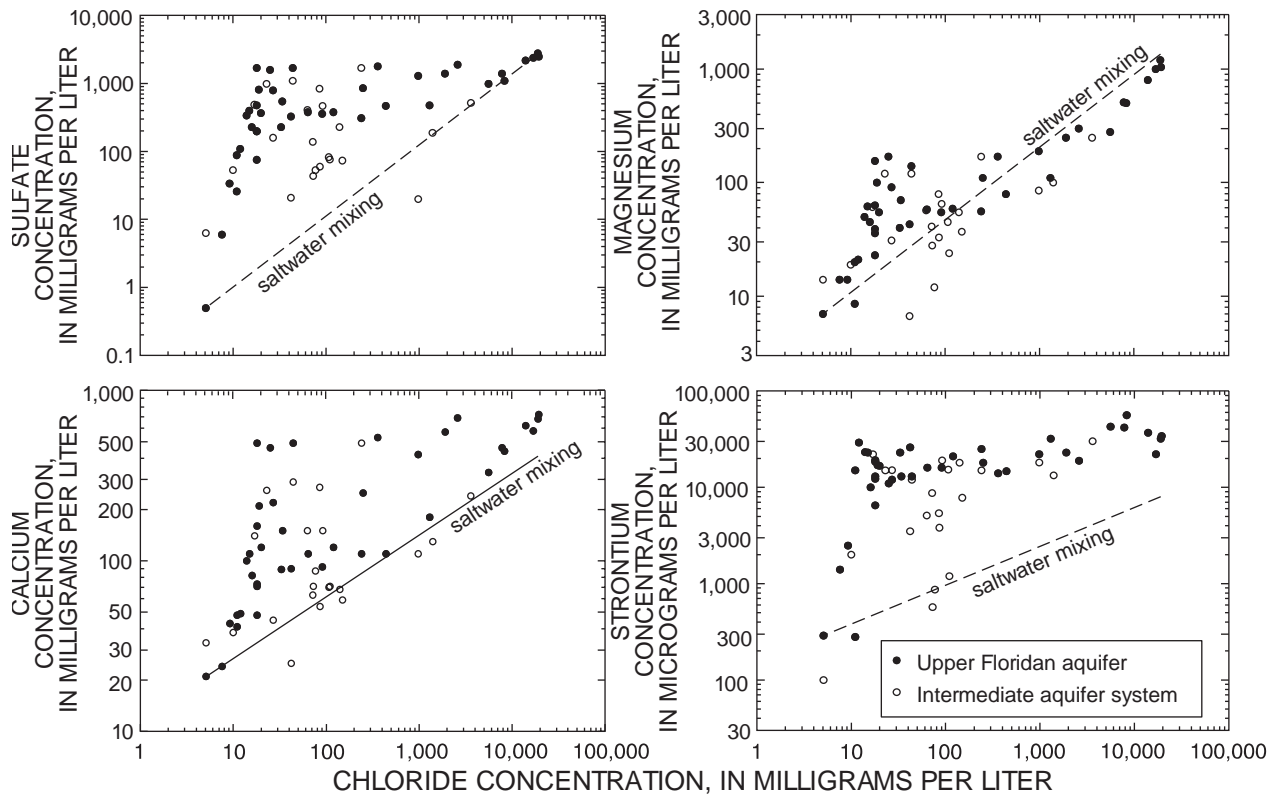 SULFATE
CONCENTRATION,
IN MILLIGRAMS PER LITER
10,000
1,000
100
10
1
0.1
saltwater mixing
MAGNESIUM
CONCENTRATION,
IN MILLIGRAMS PER LITER
3,000
1,000
300
100
30
10
3
saltwater mixing
CALCIUM
CONCENTRATION,
IN MILLIGRAMS PER LITER
1,000
500
300
200
100
50
30
20
10
saltwater mixing
1
10
100
1,000
10,000
100,000
STRONTIUM
CONCENTRATION,
IN MICROGRAMS PER LITER
100,000
30,000
10,000
3,000
1,000
300
100
30
saltwater mixing
Upper Floridan aquifer
Intermediate aquifer system
1
10
100
1,000
10,000
100,000
CHLORIDE CONCENTRATION, IN MILLIGRAMS PER LITER